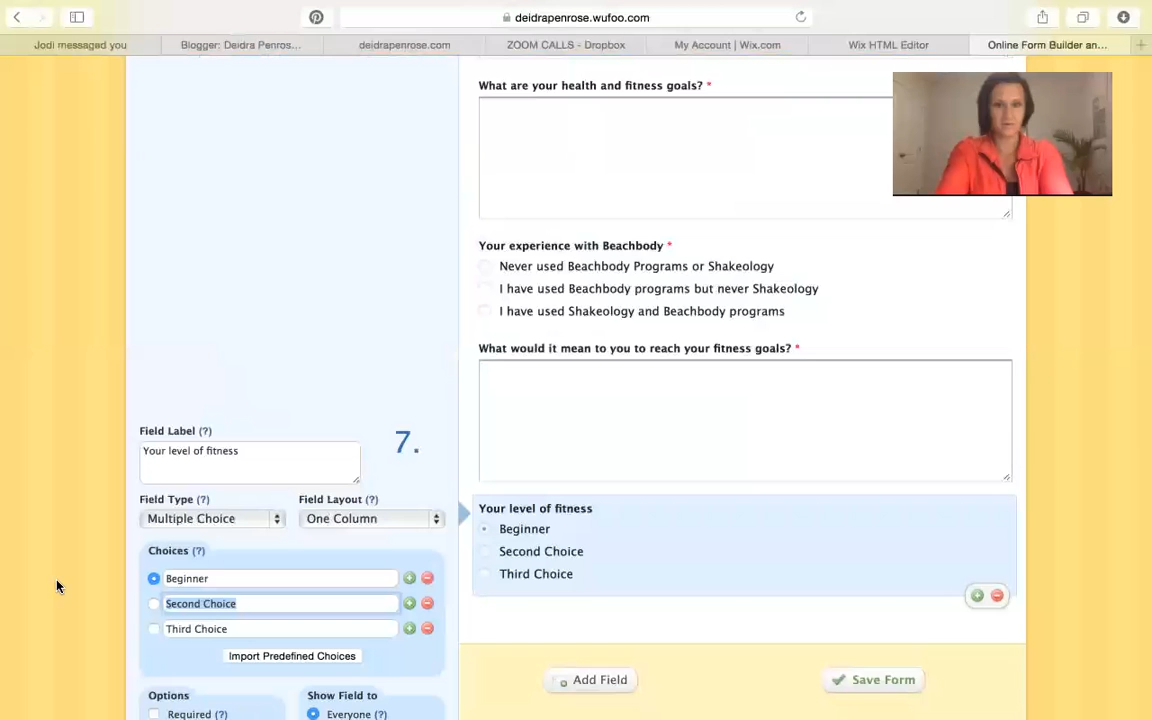 deidrapenrose.wufoo.com
Jodi messaged you
Blogger: Deidra Penros...
deidrapenrose.com
ZOOM CALLS - Dropbox
My Account | Wix.com
Wix HTML Editor
Online Form Builder an...
What are your health and fitness goals? *
Your experience with Beachbody *
Never used Beachbody Programs or Shakeology
I have used Beachbody programs but never Shakeology
I have used Shakeology and Beachbody programs
What would it mean to you to reach your fitness goals? *
Field Label (?)
7.
Your level of fitness
Field Type (?)
Field Layout (?)
Multiple Choice
One Column
Choices (?)
Beginner
Second Choice
Third Choice
Import Predefined Choices
Options
Show Field to
Required (?)
Everyone (?)
Your level of fitness
Beginner
Second Choice
Third Choice
Add Field
Save Form